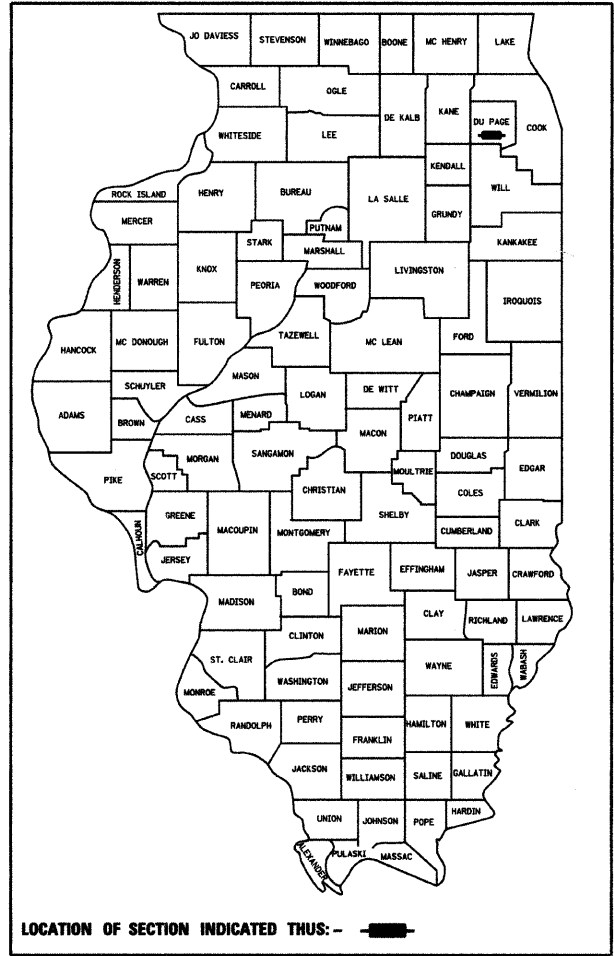 JO DAVIESS STEVENSON WINNEBAGO BOONE MC HENRY LAKE
CARROLL OGLE DE KALB KANE DU PAGE COOK
WHITESIDE LEE
KENDALL WILL
ROCK ISLAND HENRY BUREAU LA SALLE
MERCER PUTNAM GRUNDY
STARK MARSHALL KANKAKEE
HENDERSON WARREN KNOX PEORIA WOODFORD LIVINGSTON IROQUOIS
HANCOCK MC DONOUGH FULTON TAZEWELL MC LEAN FORD
MASON
SCHUYLER LOGAN DE WITT CHAMPAIGN VERMILION
ADAMS BROWN CASS MENARD PIATT
MACON
MORGAN SANGAMON DOUGLAS
PIKE SCOTT MOULTRIE EDGAR
CHRISTIAN COLES
GREENE MACOUPIN SHELBY
CALHOUN MONTGOMERY CUMBERLAND CLARK
JERSEY
FAYETTE EFFINGHAM JASPER CRAWFORD
MADISON BOND
CLAY RICHLAND LAWRENCE
CLINTON MARION
ST. CLAIR WAYNE EDWARDS WABASH
WASHINGTON JEFFERSON
MONROE
RANDOLPH PERRY HAMILTON WHITE
FRANKLIN
JACKSON WILLIAMSON SALINE GALLATIN
UNION JOHNSON POPE HARDIN
ALEXANDER PULASKI MASSAC
LOCATION OF SECTION INDICATED THUS: -